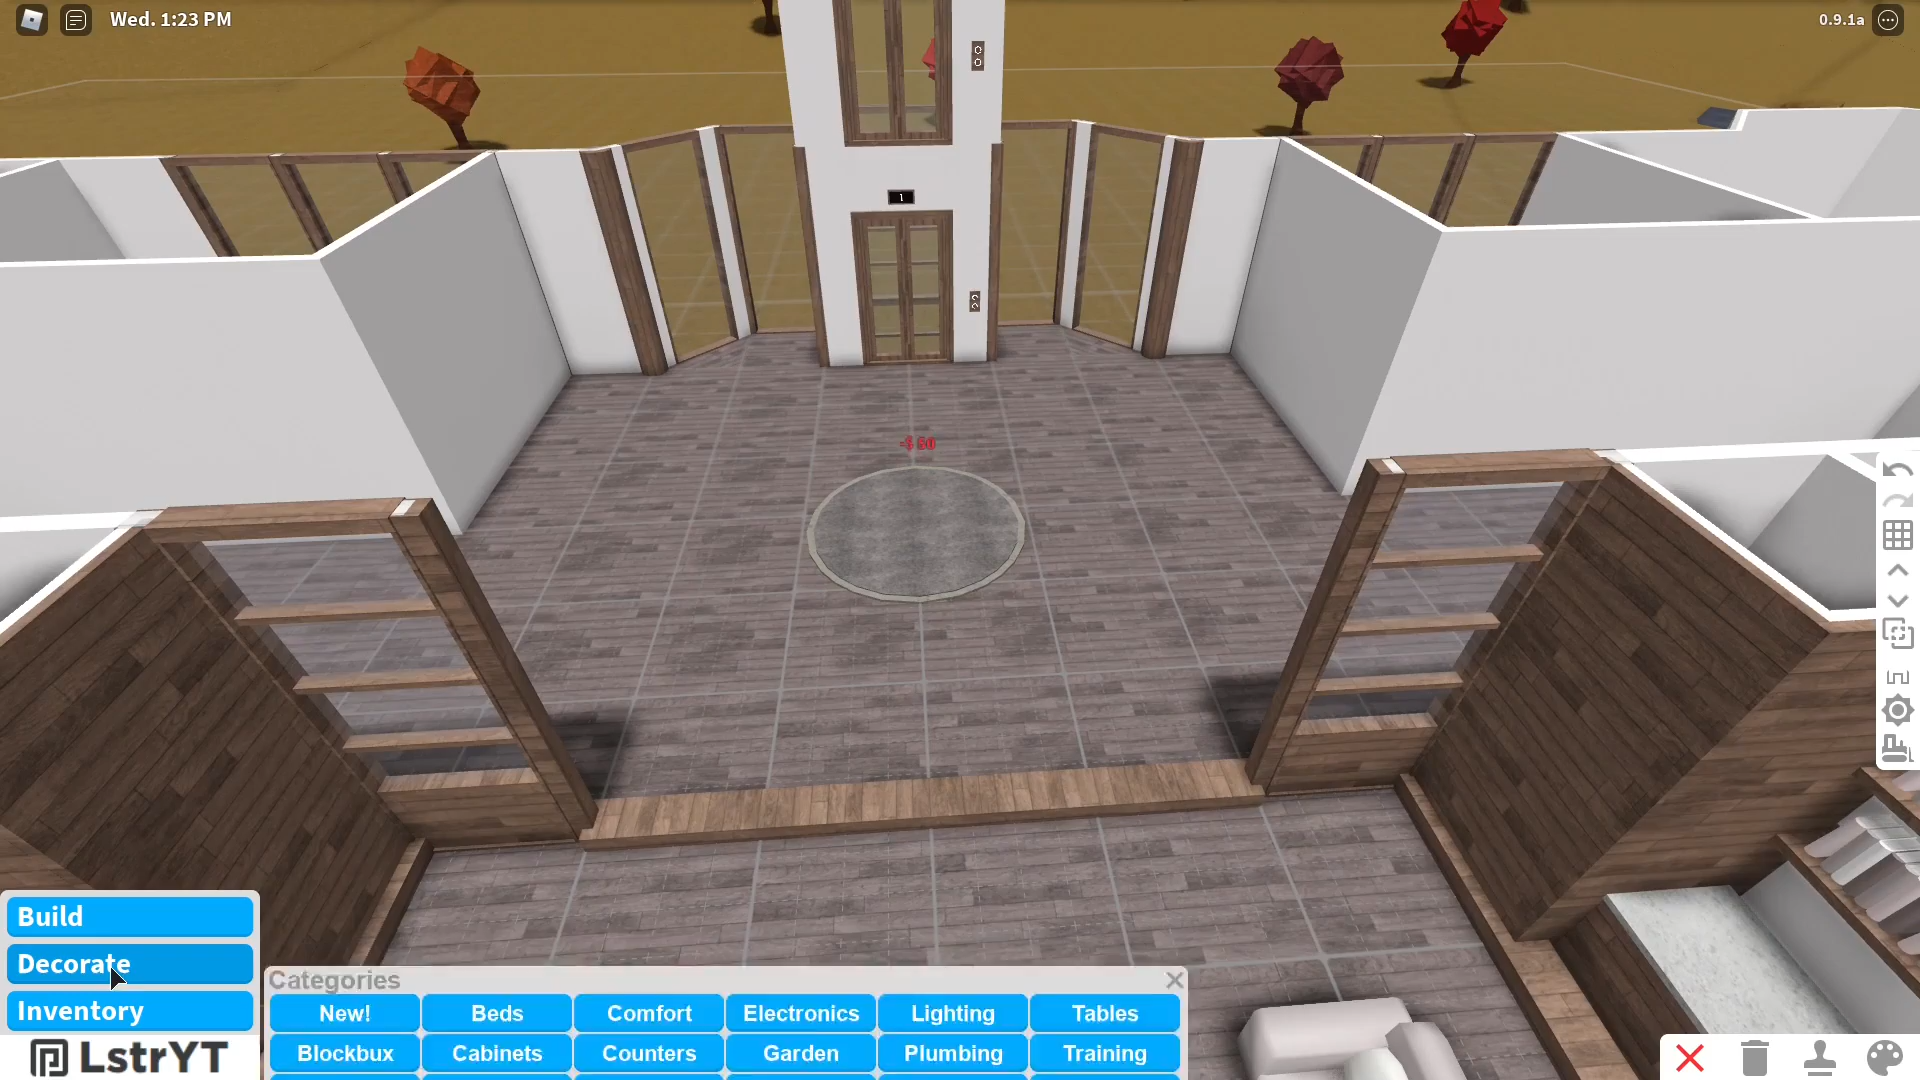 Wed. 1:23 PM
0.9.1a
1
-$ 60
Build
Decorate
Inventory
LstrYT
Categories
New! Beds Comfort Electronics Lighting Tables
Blockbux Cabinets Counters Garden Plumbing Training